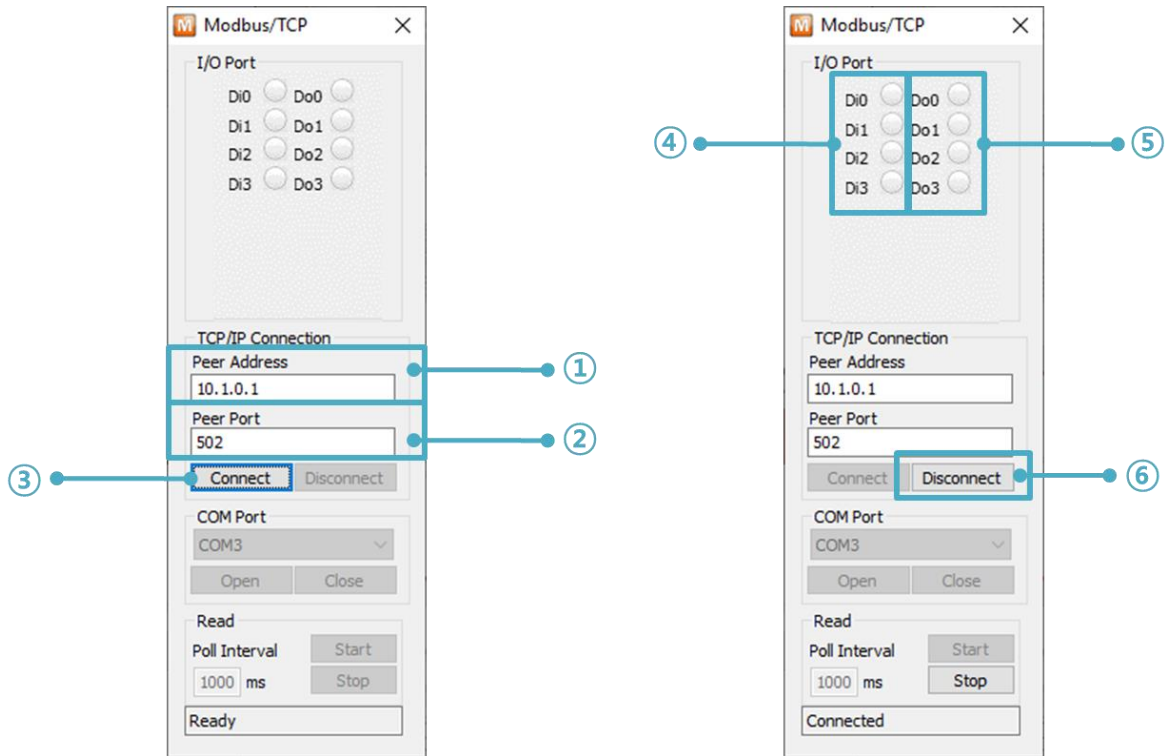 Modbus/TCP
I/O Port
Di0 Do0
Di1 Do1
Di2 Do2
Di3 Do3
TCP/IP Connection
Peer Address
10.1.0.1
①
Peer Port
502
②
③
Connect Disconnect
COM Port
COM3
Open Close
Read
Poll Interval Start
1000 ms Stop
Ready
Modbus/TCP
I/O Port
Di0 Do0
Di1 Do1
④
⑤
Di2 Do2
Di3 Do3
TCP/IP Connection
Peer Address
10.1.0.1
Peer Port
502
Connect Disconnect
⑥
COM Port
COM3
Open Close
Read
Poll Interval Start
1000 ms Stop
Connected